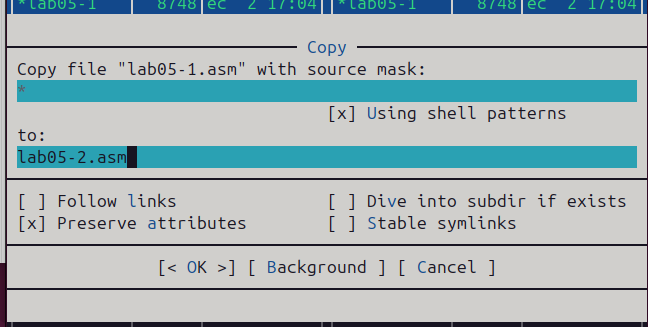 *lab05-1 8748 ec 2 17:04 *lab05-1 8748 ec 2 17:04
Copy
Copy file "lab05-1.asm" with source mask:
*
[x] Using shell patterns
to:
lab05-2.asm
[ ] Follow links [ ] Dive into subdir if exists
[x] Preserve attributes [ ] Stable symlinks
[< OK >] [ Background ] [ Cancel ]